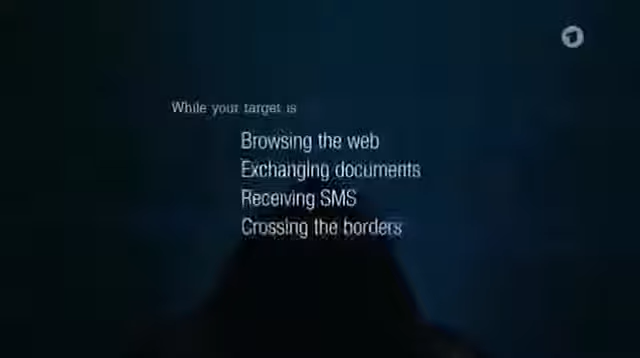 While your target is
Browsing the web
Exchanging documents
Receiving SMS
Crossing the borders